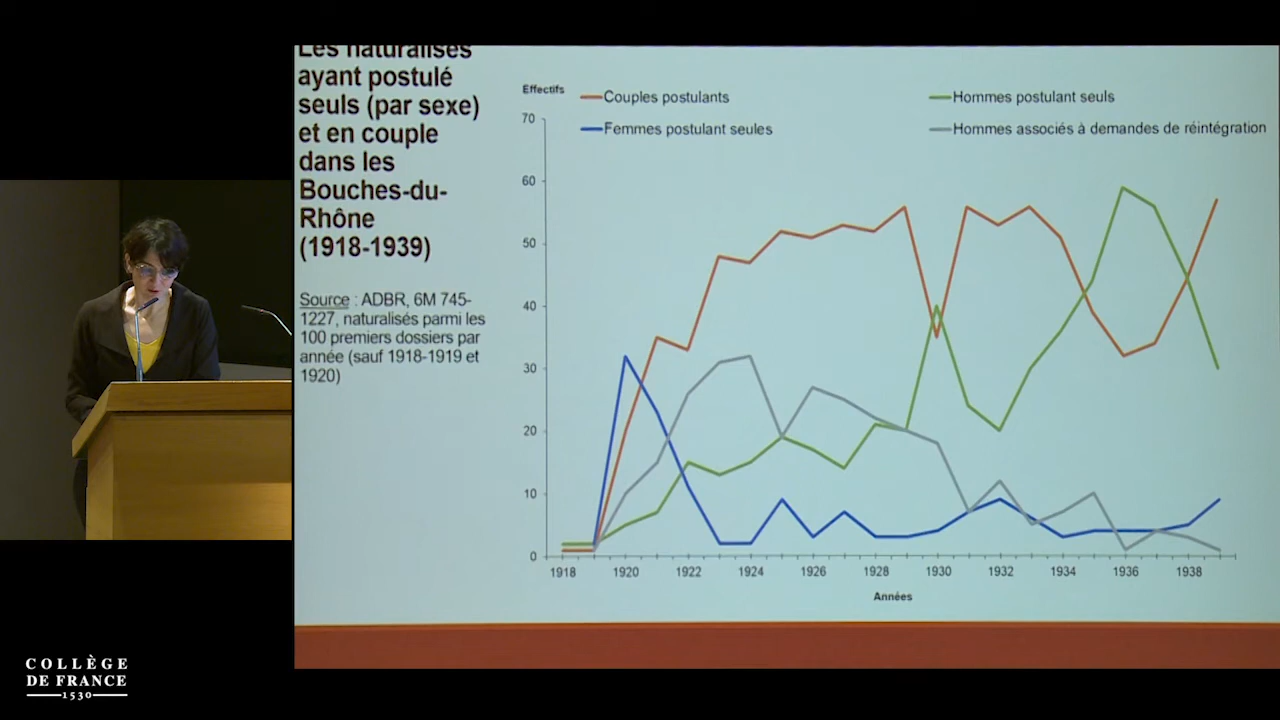 Les naturalisés
ayant postulé
seuls (par sexe)
et en couple
dans les
Bouches-du-
Rhône
(1918-1939)
Source : ADBR, 6M 745-
1227, naturalisés parmi les
100 premiers dossiers par
année (sauf 1918-1919 et
1920)
Effectifs
Couples postulants
Hommes postulant seuls
Femmes postulant seules
Hommes associés à demandes de réintégration
70
60
50
40
30
20
10
0
1918 1920 1922 1924 1926 1928 1930 1932 1934 1936 1938
Années
COLLÈGE
DE FRANCE
1530